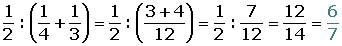 1/2 : (1/4 + 1/3) = 1/2 : ((3+4)/12) = 1/2 : 7/12 = 12/14 = 6/7